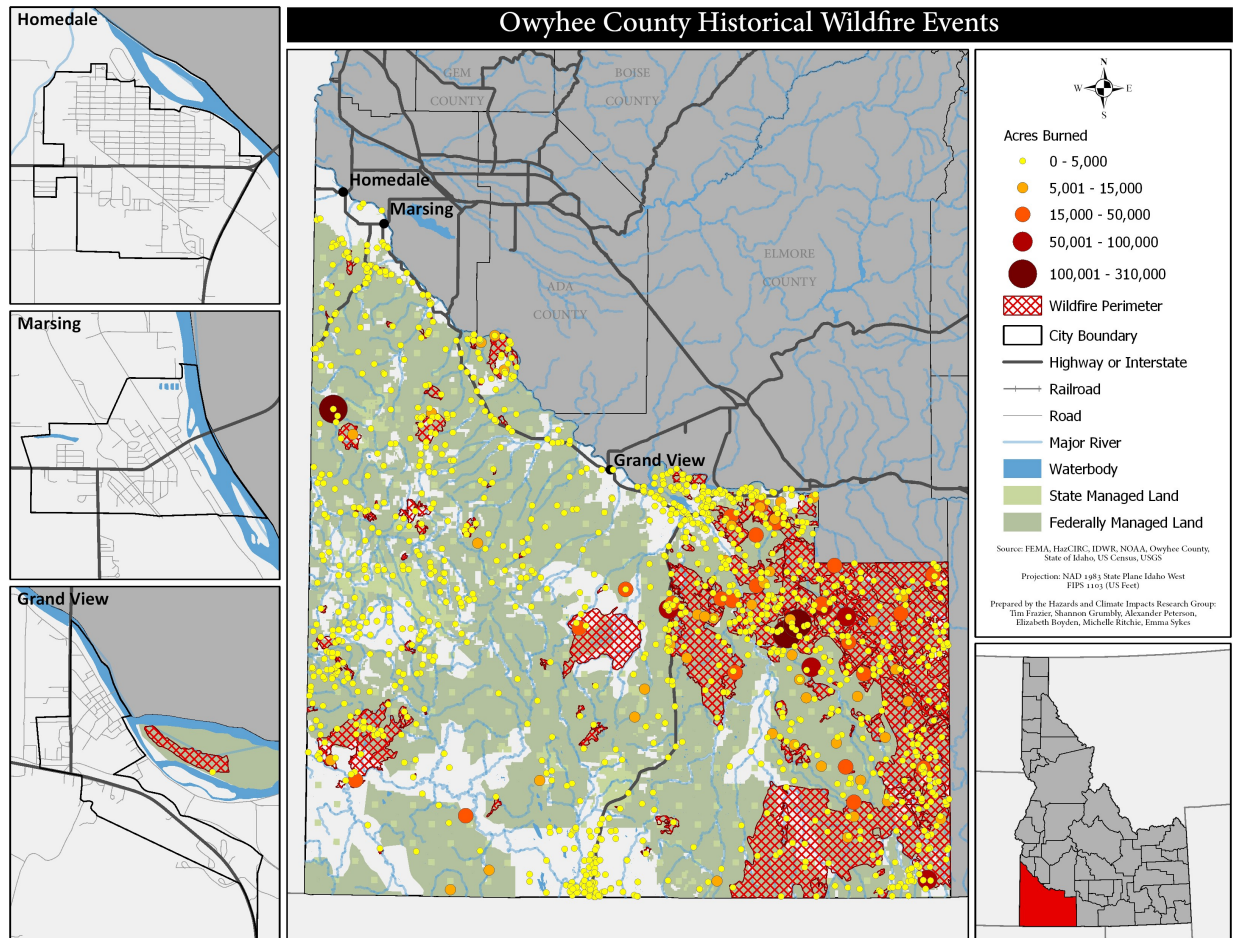 Owyhee County Historical Wildfire Events
Homedale
Marsing
Grand View
GEM
COUNTY
BOISE
COUNTY
Homedale
Marsing
ADA
COUNTY
ELMORE
COUNTY
Grand View
N
W
E
S
Acres Burned
0 - 5,000
5,001 - 15,000
15,000 - 50,000
50,001 - 100,000
100,001 - 310,000
Wildfire Perimeter
City Boundary
Highway or Interstate
Railroad
Road
Major River
Waterbody
State Managed Land
Federally Managed Land
Source: FEMA, HazCIRC, IDWR, NOAA, Owyhee County,
State of Idaho, US Census, USGS
Projection: NAD 1983 State Plane Idaho West
FIPS 1103 (US Feet)
Prepared by the Hazards and Climate Impacts Research Group:
Tim Frazier, Shannon Grumbly, Alexander Peterson,
Elizabeth Boyden, Michelle Ritchie, Emma Sykes